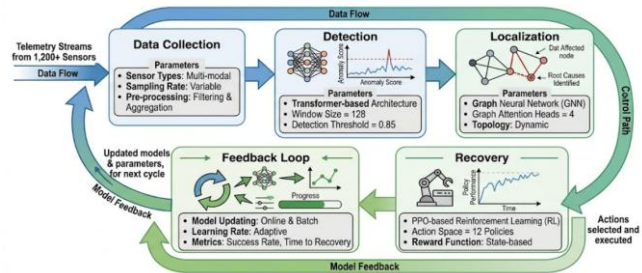 Data Flow
Telemetry Streams
from 1,200+ Sensors
Data Flow
Data Collection
Parameters
• Sensor Types: Multi-modal
• Sampling Rate: Variable
• Pre-processing: Filtering &
Aggregation
Detection
Anomaly Score
Anomaly Score
Parameters
• Transformer-based Architecture
• Window Size = 128
• Detection Threshold = 0.85
Localization
Dat Affected
node
Root Causes
Identified
Parameters
• Graph Neural Network (GNN)
• Graph Attention Heads = 4
• Topology: Dynamic
Control Path
Updated models
& parameters,
for next cycle
Model Feedback
Feedback Loop
Progress
• Model Updating: Online & Batch
• Learning Rate: Adaptive
• Metrics: Success Rate, Time to Recovery
Recovery
Policy
Performance
Time
• PPO-based Reinforcement Learning (RL)
• Action Space = 12 Policies
• Reward Function: State-based
Actions
selected and
executed
Model Feedback